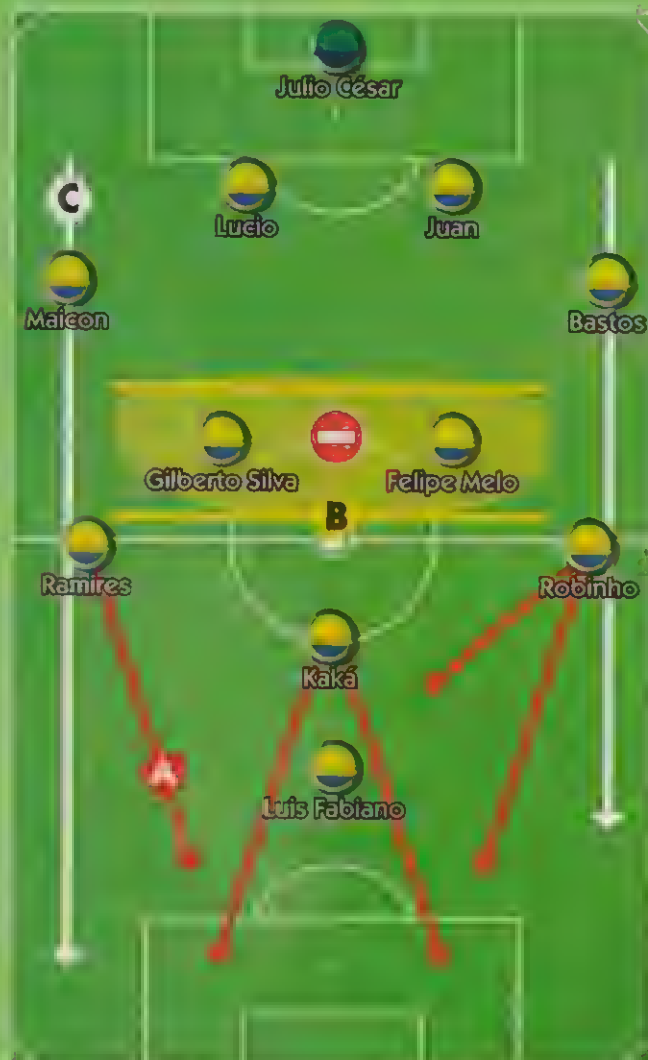 Julio César
C
Lucio
Juan
Maicon
Bastos
Gilberto Silva
Felipe Melo
B
Ramires
Robinho
Kaká
A
Luis Fabiano